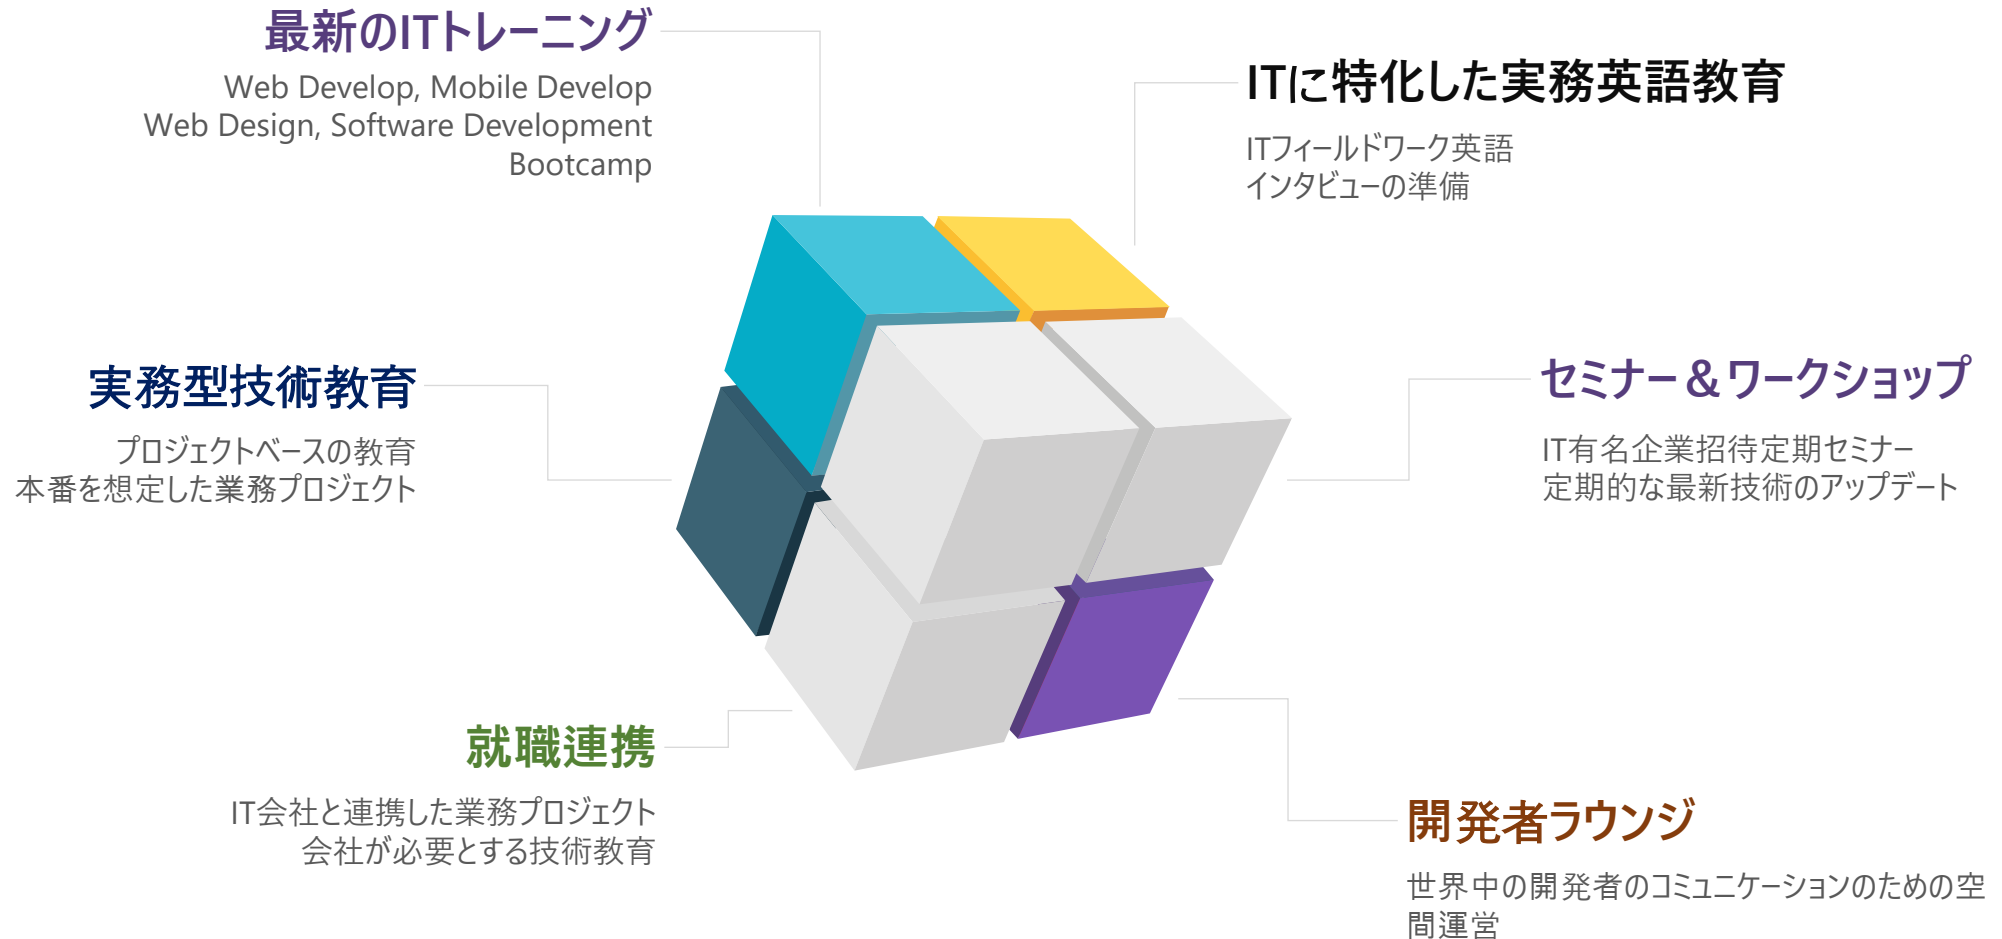 最新のITトレーニング
Web Develop, Mobile Develop
Web Design, Software Development
Bootcamp
ITに特化した実務英語教育
ITフィールドワーク英語
インタビューの準備
実務型技術教育
プロジェクトベースの教育
本番を想定した業務プロジェクト
セミナー＆ワークショップ
IT有名企業招待定期セミナー
定期的な最新技術のアップデート
就職連携
IT会社と連携した業務プロジェクト
会社が必要とする技術教育
開発者ラウンジ
世界中の開発者のコミュニケーションのための空
間運営